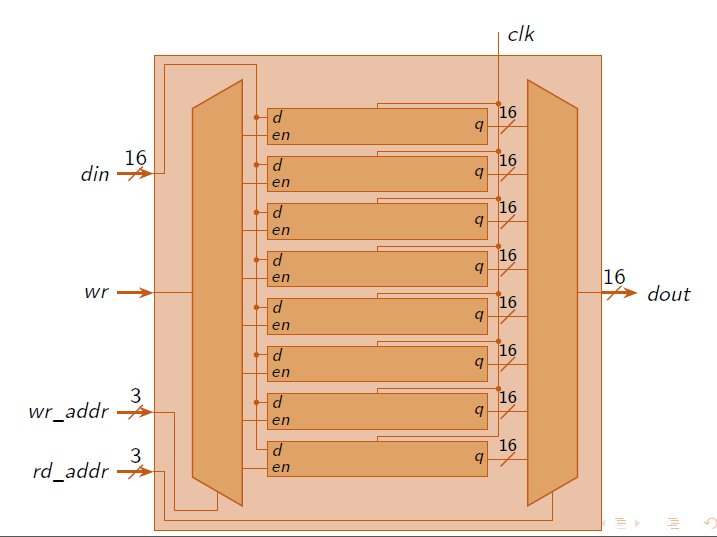 clk
d
en
q
16
d
en
q
16
din
16
d
en
q
16
d
en
q
16
wr
d
en
q
16
16
dout
d
en
q
16
wr_addr
3
d
en
q
16
rd_addr
3
d
en
q
16